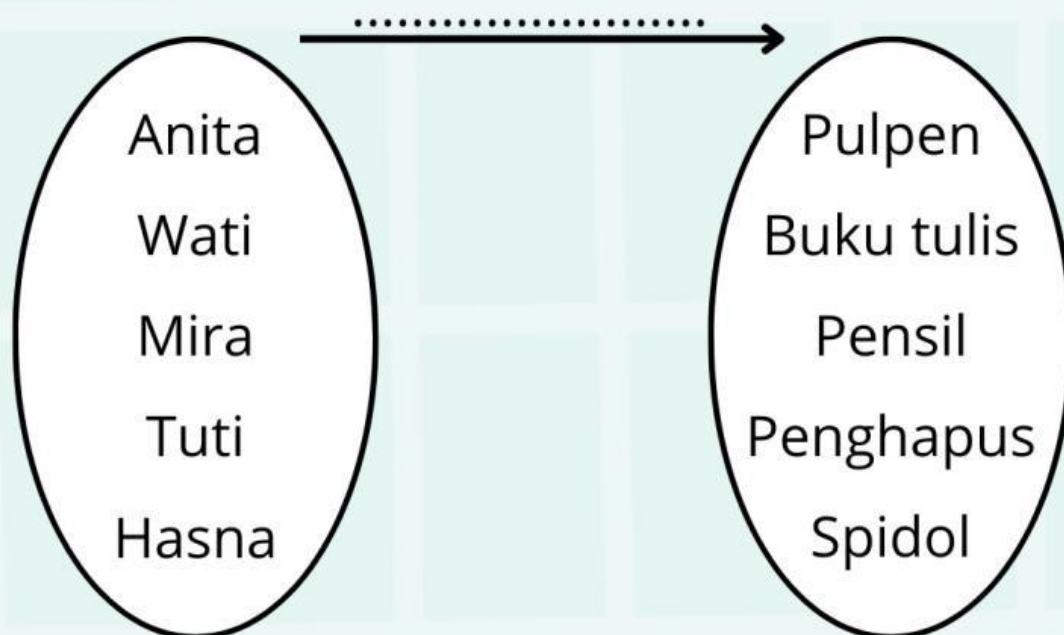 Anita
Wati
Mira
Tuti
Hasna
Pulpen
Buku tulis
Pensil
Penghapus
Spidol